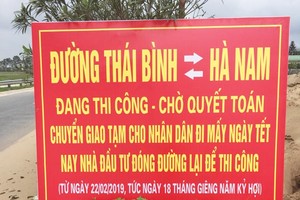 ĐƯỜNG THÁI BÌNH ⇄ HÀ NAM
ĐANG THI CÔNG - CHỜ QUYẾT TOÁN
CHUYỂN GIAO TẠM CHO NHÂN DÂN ĐI MẤY NGÀY TẾT
NAY NHÀ ĐẦU TƯ ĐÓNG ĐƯỜNG LẠI ĐỂ THI CÔNG
(TỪ NGÀY 22/02/2019, TỨC NGÀY 18 THÁNG GIÊNG NĂM KỶ HỢI)